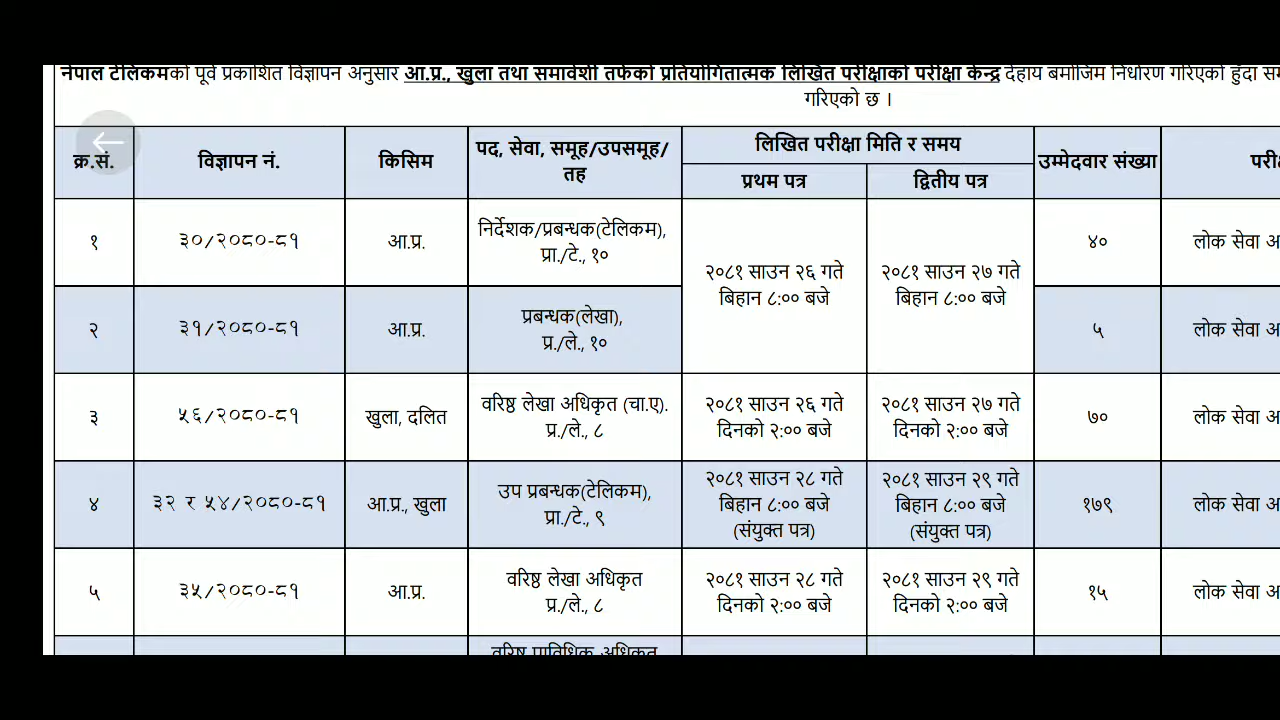 नेपाल टेलिकमको पूर्व प्रकाशित विज्ञापन अनुसार आ.प्र., खुला तथा समावेशी तर्फको प्रतियोगितात्मक लिखित परीक्षाको परीक्षा केन्द्र देहाय बमोजिम निर्धारण गरिएको हुँदा
गरिएको छ ।
क्र.सं. विज्ञापन नं. किसिम पद, सेवा, समूह/उपसमूह/
तह
लिखित परीक्षा मिति र समय
प्रथम पत्र द्वितीय पत्र
उम्मेदवार संख्या
१ ३०/२०८०-८१ आ.प्र. निर्देशक/प्रबन्धक(टेलिकम),
प्रा./टे., १०
२०८१ साउन २६ गते
बिहान ८:०० बजे
२०८१ साउन २७ गते
बिहान ८:०० बजे
४० लोक सेवा
२ ३१/२०८०-८१ आ.प्र. प्रबन्धक(लेखा),
प्र./ले., १०
५ लोक सेवा
३ ५६/२०८०-८१ खुला, दलित वरिष्ठ लेखा अधिकृत (चा.ए).
प्र./ले., ८
२०८१ साउन २६ गते
दिनको २:०० बजे
२०८१ साउन २७ गते
दिनको २:०० बजे
७० लोक सेवा
४ ३२ र ५४/२०८०-८१ आ.प्र., खुला उप प्रबन्धक(टेलिकम),
प्रा./टे., ९
२०८१ साउन २८ गते
बिहान ८:०० बजे
(संयुक्त पत्र)
२०८१ साउन २९ गते
बिहान ८:०० बजे
(संयुक्त पत्र)
१७९ लोक सेवा
५ ३५/२०८०-८१ आ.प्र. वरिष्ठ लेखा अधिकृत
प्र./ले., ८
२०८१ साउन २८ गते
दिनको २:०० बजे
२०८१ साउन २९ गते
दिनको २:०० बजे
१५ लोक सेवा